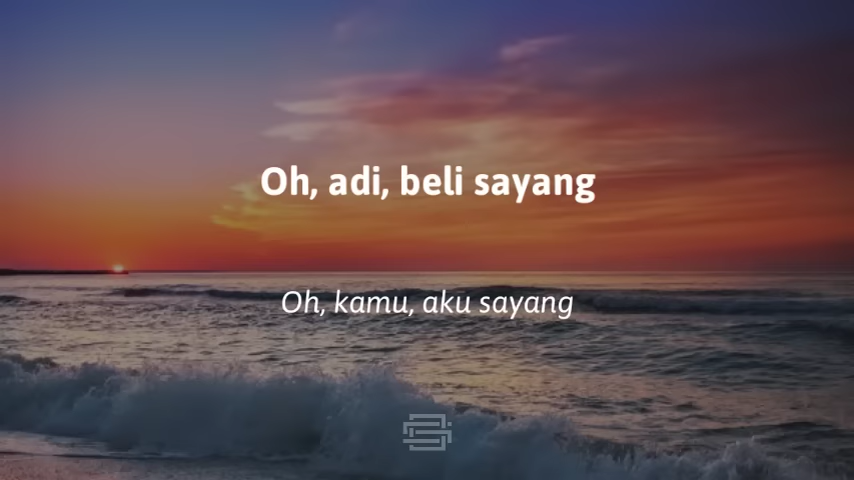 Oh, adi, beli sayang
Oh, kamu, aku sayang